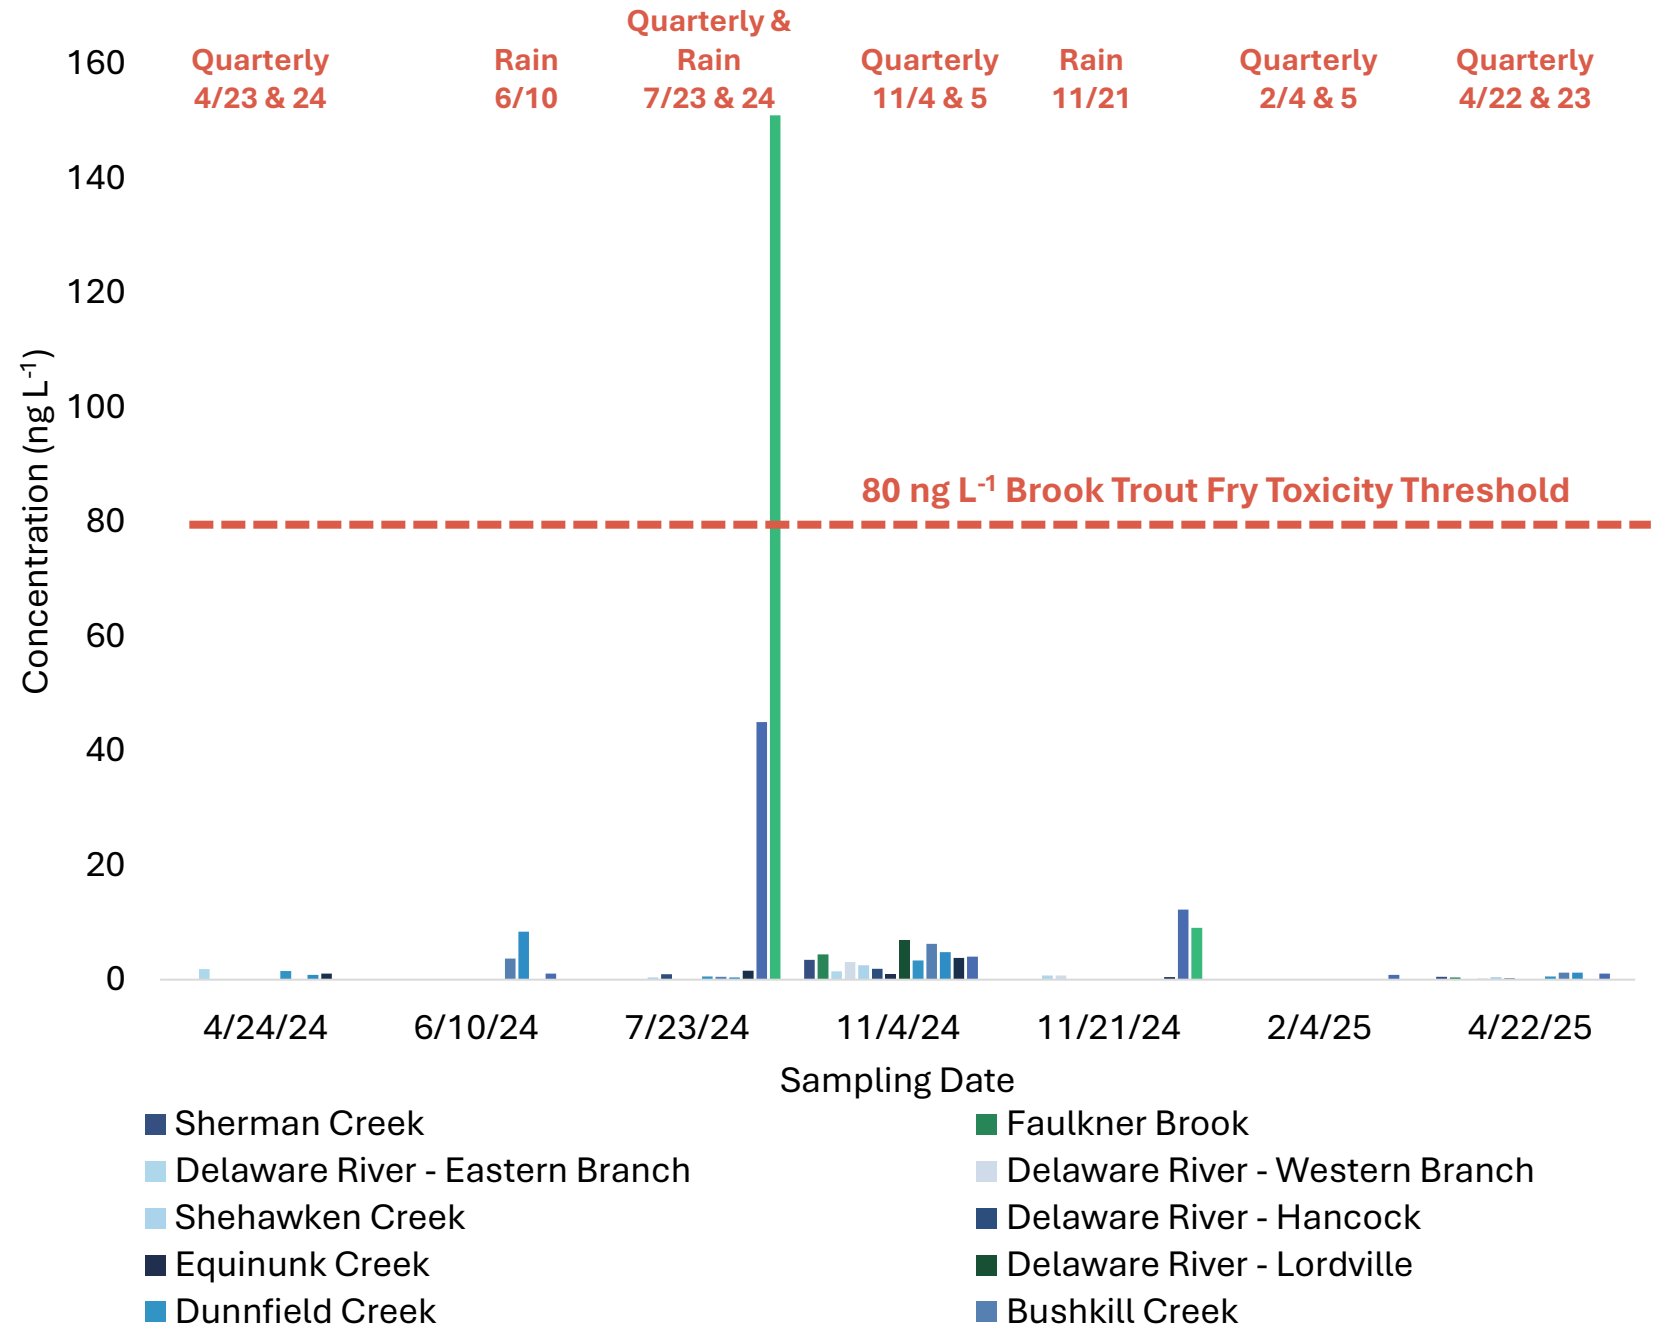 Quarterly
4/23 & 24
Rain
6/10
Quarterly &
Rain
7/23 & 24
Quarterly
11/4 & 5
Rain
11/21
Quarterly
2/4 & 5
Quarterly
4/22 & 23
160
140
120
100
80
60
40
20
0
Concentration (ng L⁻¹)
80 ng L⁻¹ Brook Trout Fry Toxicity Threshold
4/24/24
6/10/24
7/23/24
11/4/24
11/21/24
2/4/25
4/22/25
Sampling Date
Sherman Creek
Faulkner Brook
Delaware River - Eastern Branch
Delaware River - Western Branch
Shehawken Creek
Delaware River - Hancock
Equinunk Creek
Delaware River - Lordville
Dunnfield Creek
Bushkill Creek